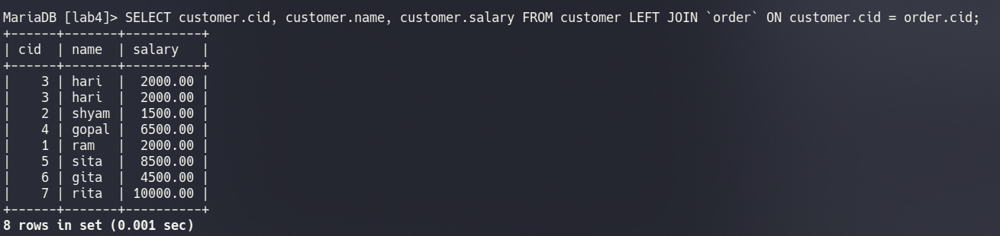 MariaDB [lab4]> SELECT customer.cid, customer.name, customer.salary FROM customer LEFT JOIN `order` ON customer.cid = order.cid;
+------+-------+----------+
| cid  | name  | salary   |
+------+-------+----------+
|    3 | hari  |  2000.00 |
|    3 | hari  |  2000.00 |
|    2 | shyam |  1500.00 |
|    4 | gopal |  6500.00 |
|    1 | ram   |  2000.00 |
|    5 | sita  |  8500.00 |
|    6 | gita  |  4500.00 |
|    7 | rita  | 10000.00 |
+------+-------+----------+
8 rows in set (0.001 sec)